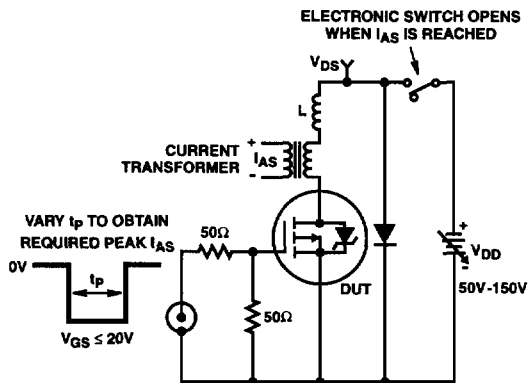 ELECTRONIC SWITCH OPENS
WHEN IAS IS REACHED
VDS
L
CURRENT
TRANSFORMER
+
IAS
-
VARY tP TO OBTAIN
REQUIRED PEAK IAS
50Ω
0V
tP
VGS ≤ 20V
50Ω
DUT
+
VDD
-
50V-150V